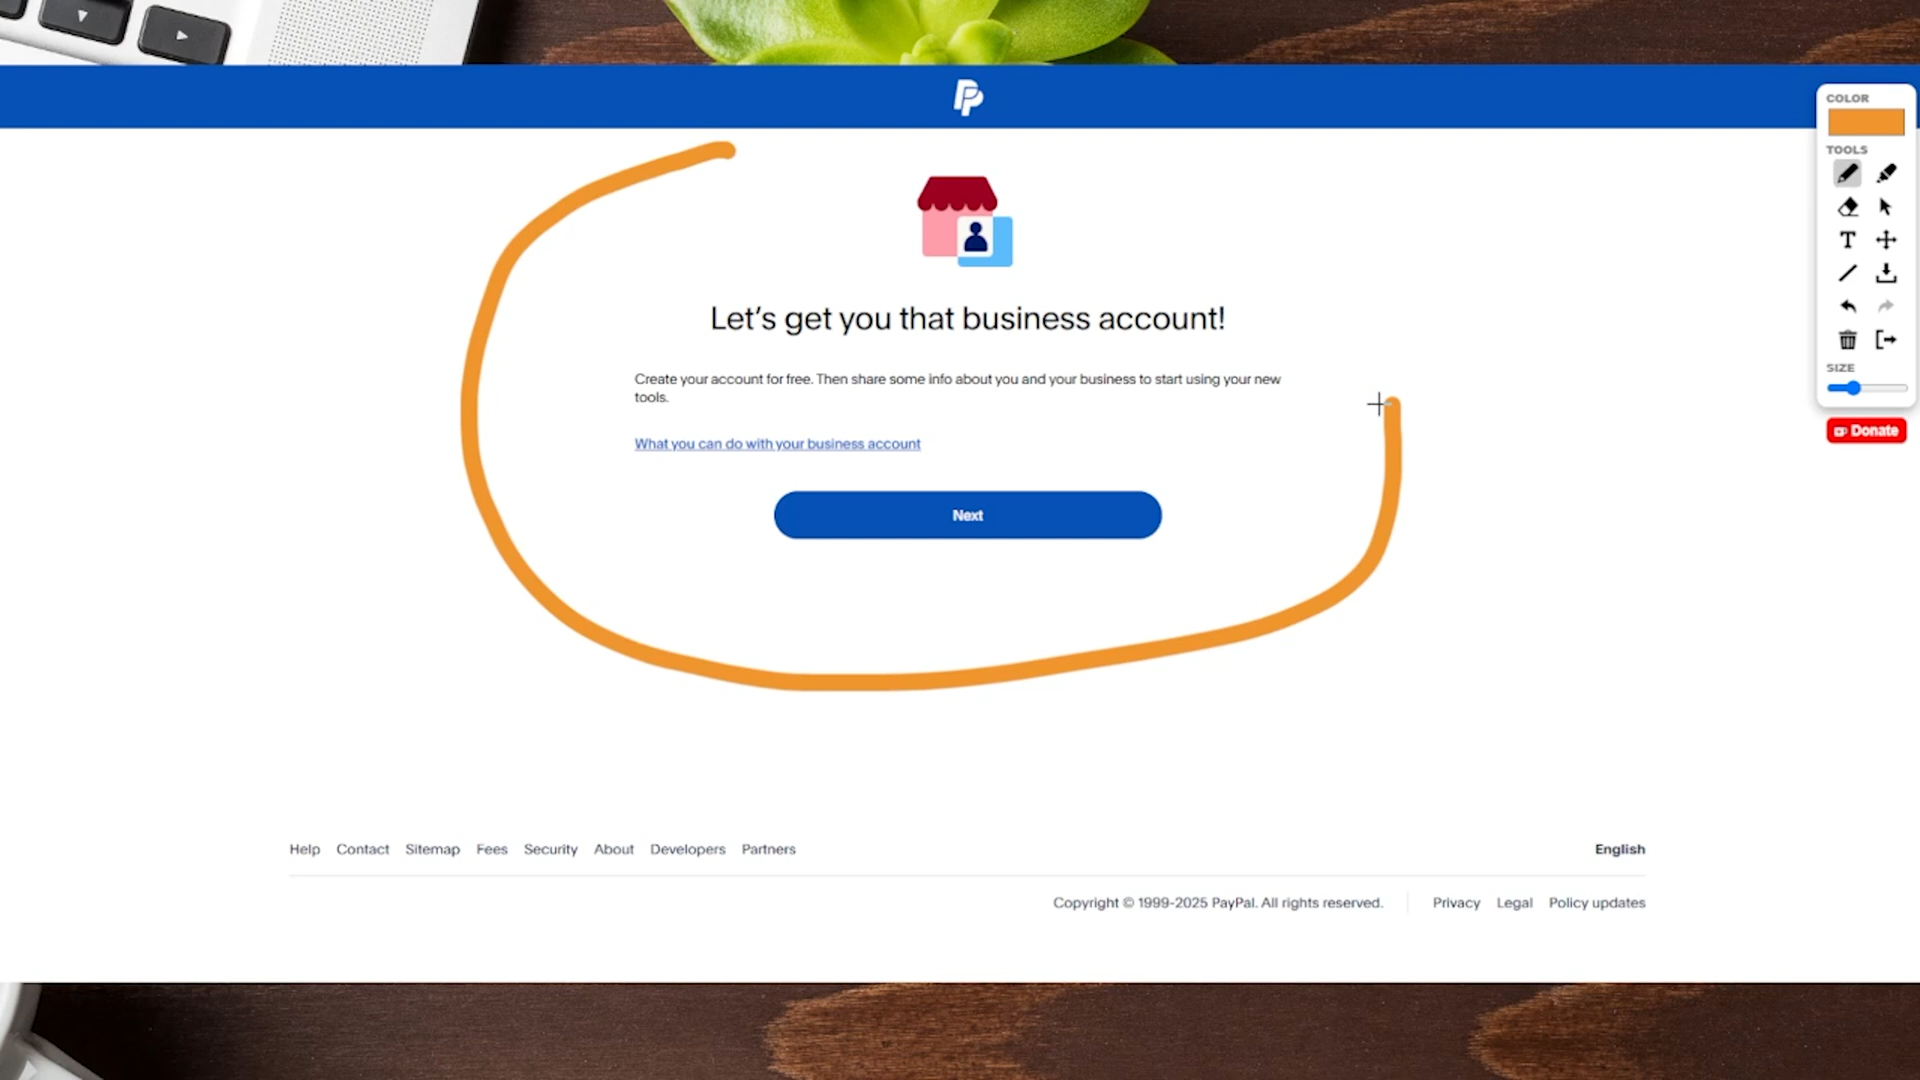 COLOR
TOOLS
T
SIZE
Donate
Let's get you that business account!
Create your account for free. Then share some info about you and your business to start using your new
tools.
What you can do with your business account
Next
Help Contact Sitemap Fees Security About Developers Partners
English
Copyright © 1999-2025 PayPal. All rights reserved.
Privacy Legal Policy updates